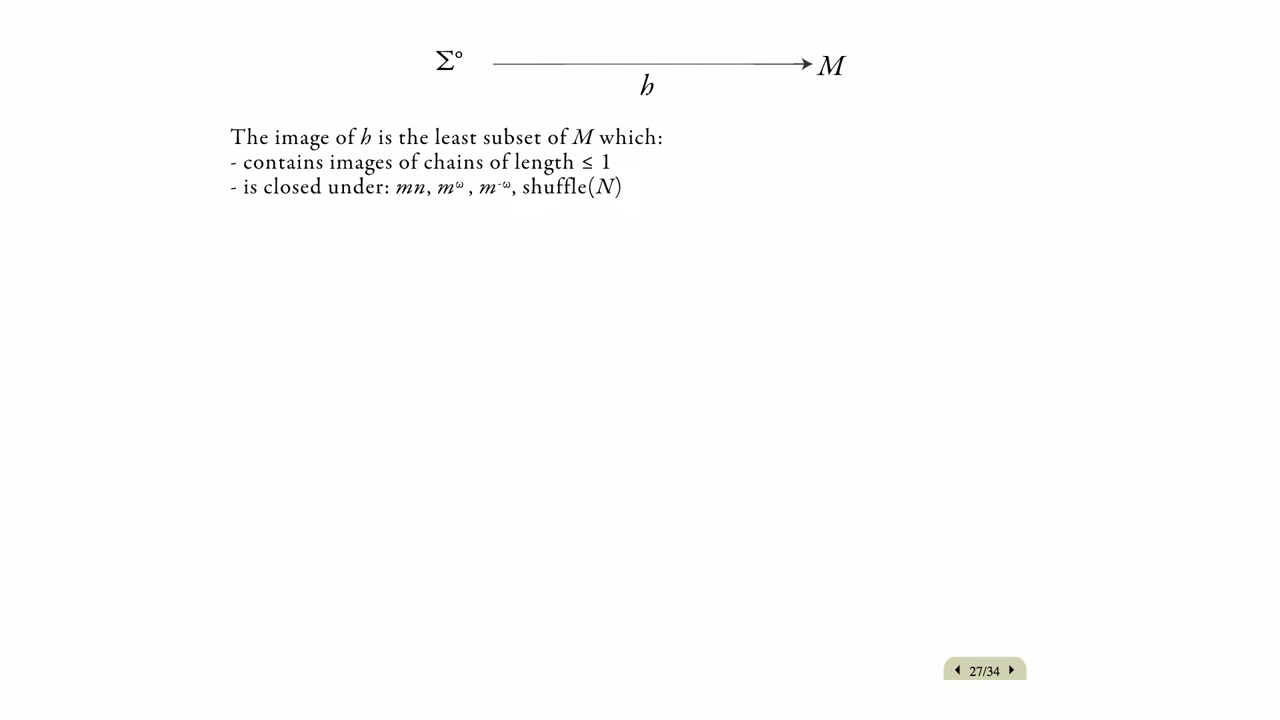 Σ° M
h
The image of h is the least subset of M which:
- contains images of chains of length ≤ 1
- is closed under: mn, m^ω , m^-ω, shuffle(N)
27/34